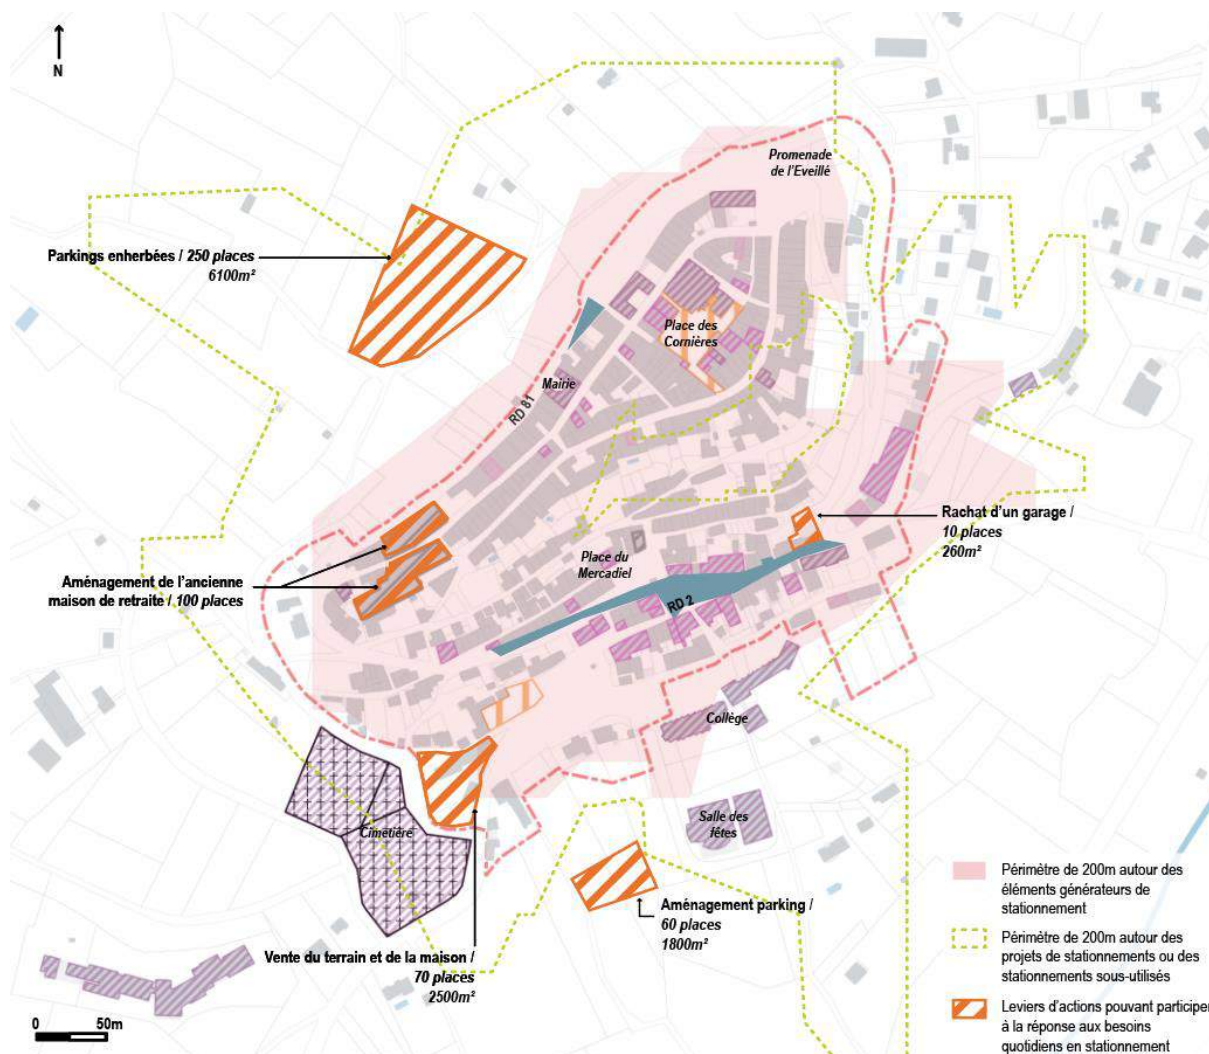 N
Promenade
de l'Eveillé
Parkings enherbées / 250 places
6100m²
Place des
Cornières
Mairie
RD 81
Rachat d'un garage /
10 places
260m²
Aménagement de l'ancienne
maison de retraite / 100 places
Place du
Mercadiel
RD 2
Collège
Salle des
fêtes
Cimetière
Aménagement parking /
60 places
1800m²
Vente du terrain et de la maison /
70 places
2500m²
0 50m
Périmètre de 200m autour des
éléments générateurs de
stationnement
Périmètre de 200m autour des
projets de stationnements ou des
stationnements sous-utilisés
Leviers d'actions pouvant participer
à la réponse aux besoins
quotidiens en stationnement